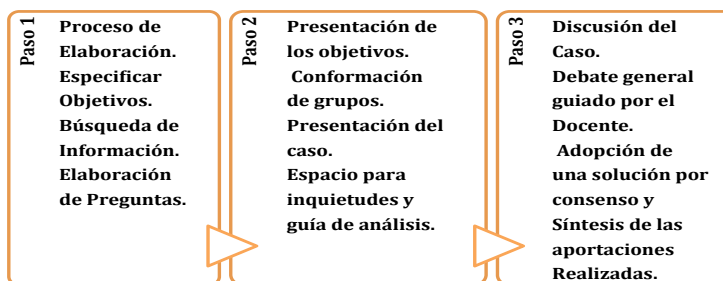 Paso 1
Proceso de
Elaboración.
Especificar
Objetivos.
Búsqueda de
Información.
Elaboración
de Preguntas.
Paso 2
Presentación de
los objetivos.
Conformación
de grupos.
Presentación del
caso.
Espacio para
inquietudes y
guía de análisis.
Paso 3
Discusión del
Caso.
Debate general
guiado por el
Docente.
Adopción de
una solución por
consenso y
Síntesis de las
aportaciones
Realizadas.